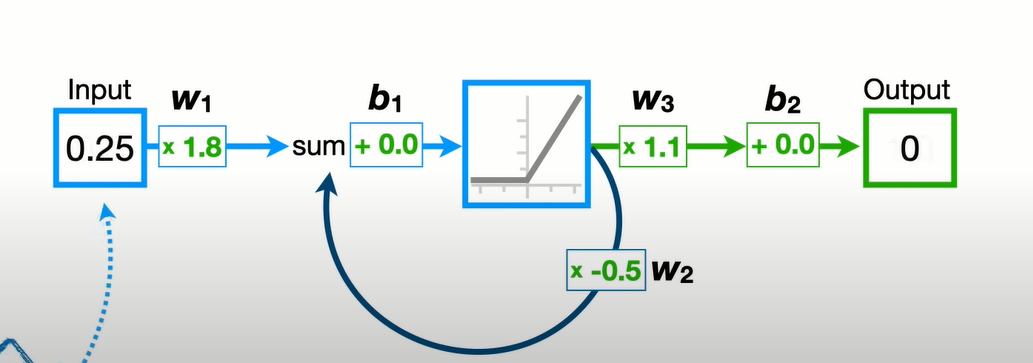 Input
w1
b1
w3
b2
Output
0.25
x 1.8
sum
+ 0.0
x 1.1
+ 0.0
0
x -0.5
w2